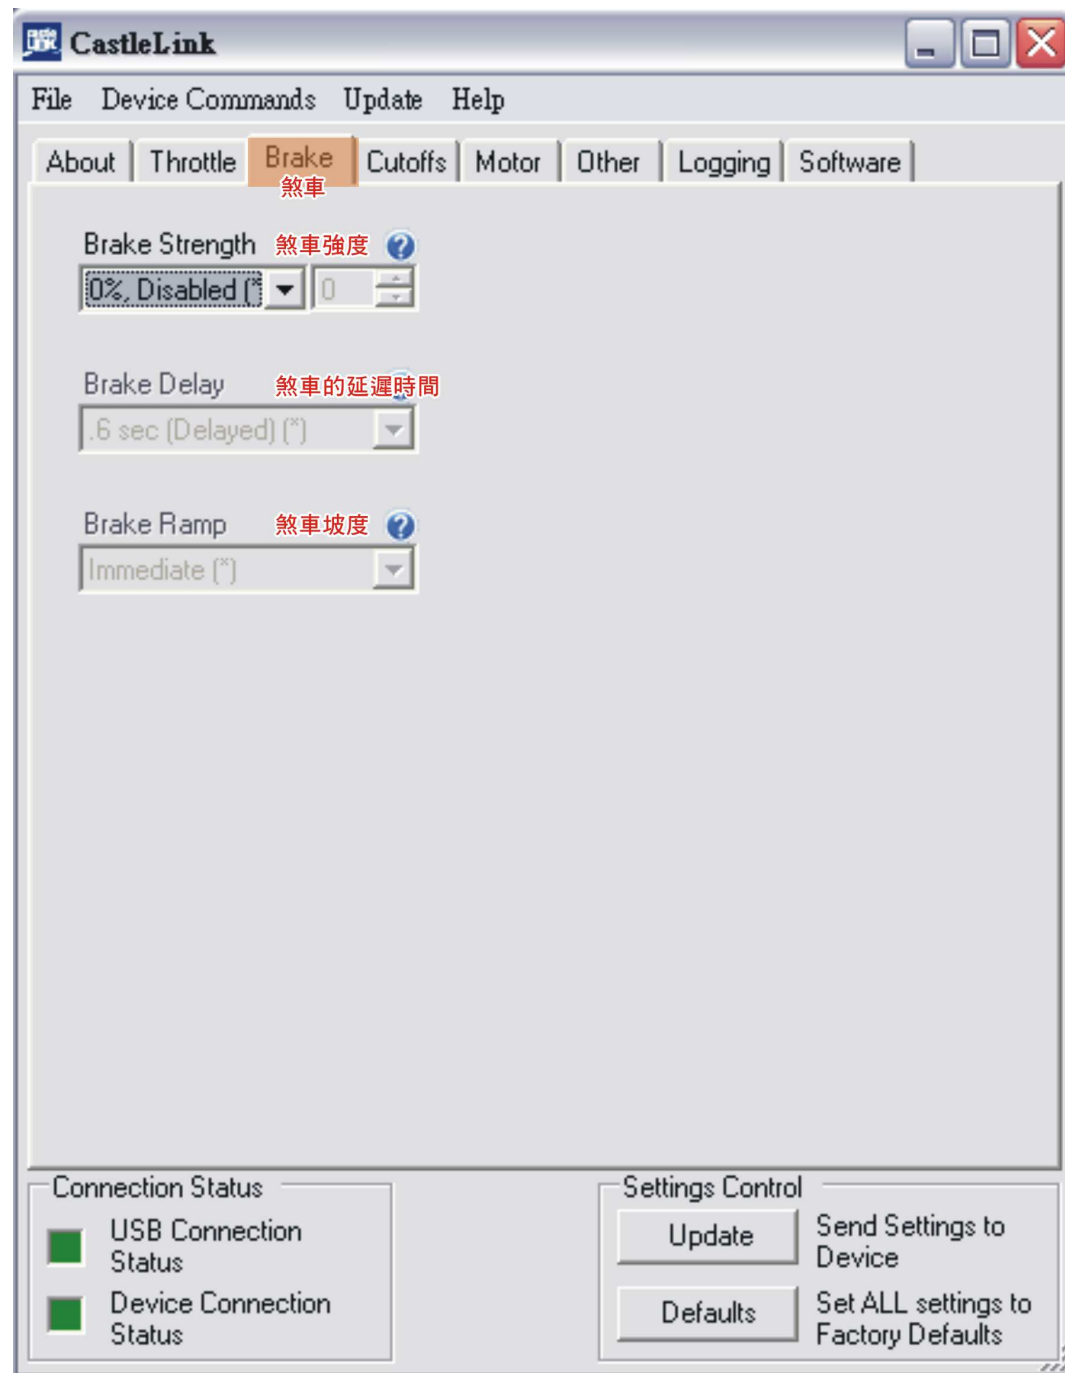 CastleLink
File Device Commands Update Help
About Throttle Brake Cutoffs Motor Other Logging Software
煞車
Brake Strength 煞車強度 ?
0%, Disabled (* 0
Brake Delay 煞車的延遲時間
.6 sec (Delayed) (*)
Brake Ramp 煞車坡度 ?
Immediate (*)
Connection Status
USB Connection
Status
Device Connection
Status
Settings Control
Update
Send Settings to
Device
Defaults
Set ALL settings to
Factory Defaults